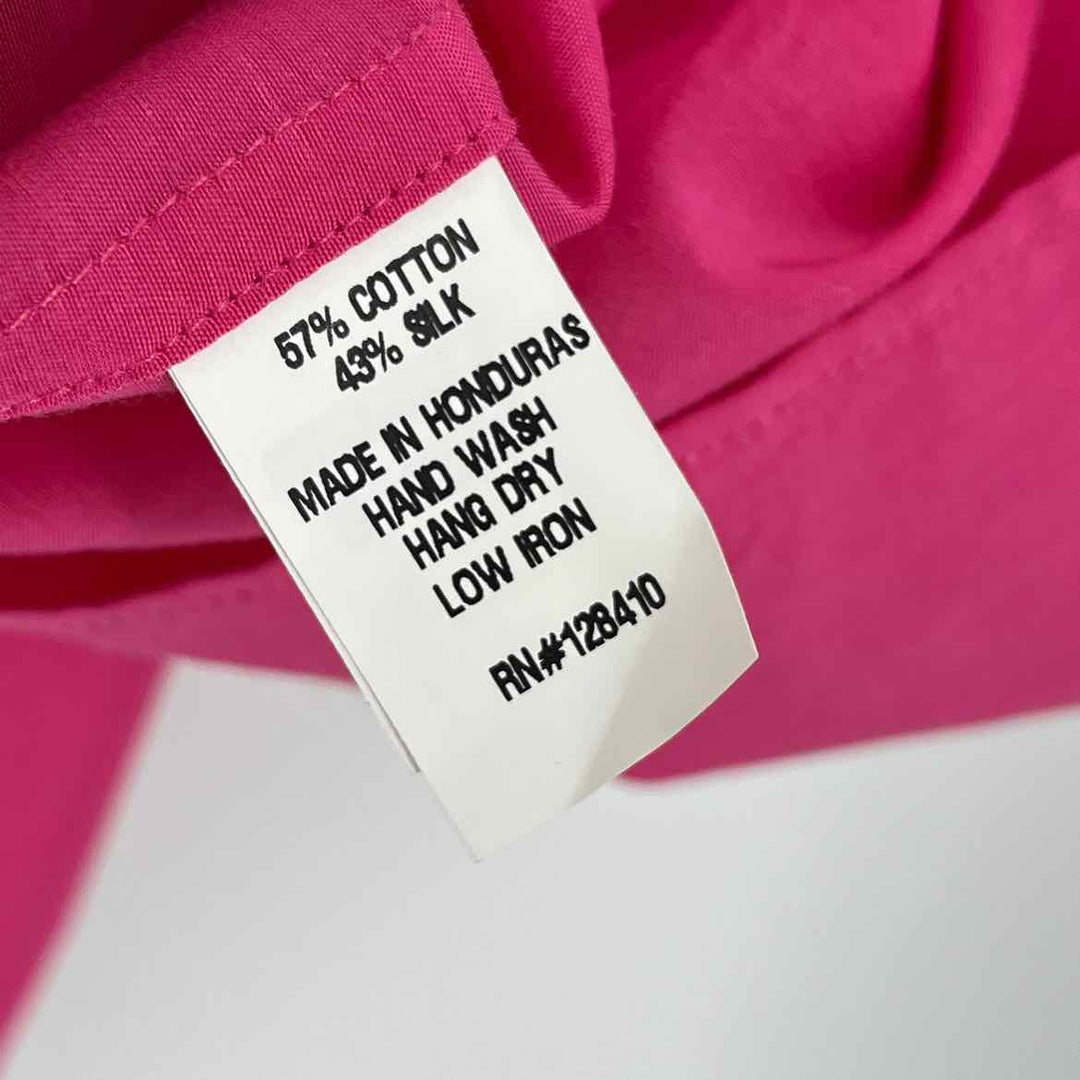 57% COTTON
43% SILK
MADE IN HONDURAS
HAND WASH
HANG DRY
LOW IRON
RN#128410